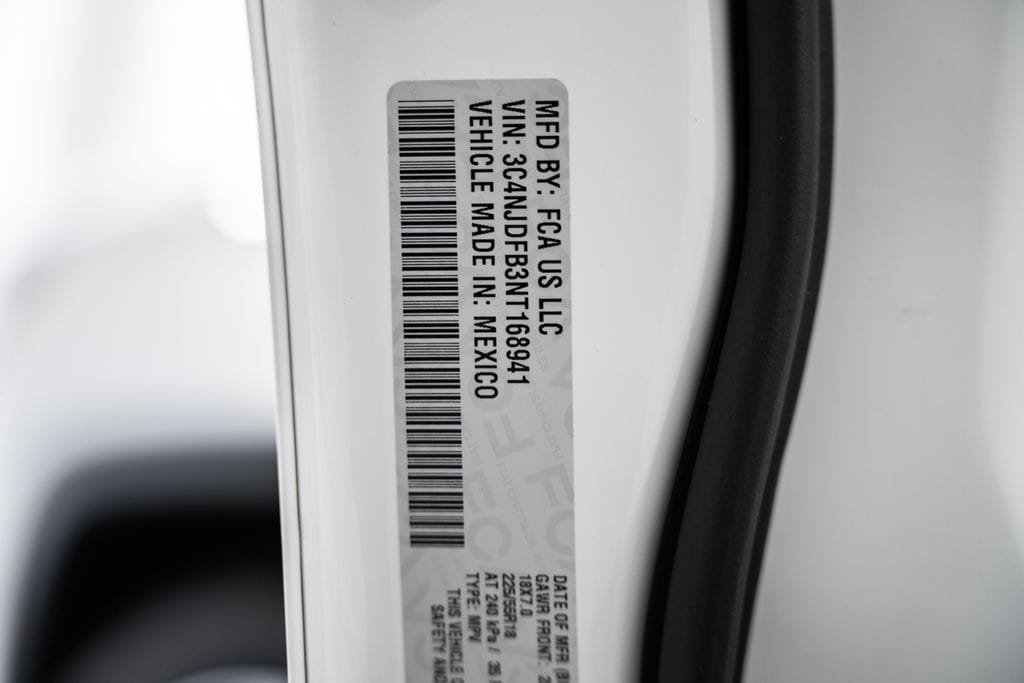 MFD BY: FCA US LLC
VIN: 3C4NJDFB3NT168941
VEHICLE MADE IN: MEXICO
DATE OF MFR
GAWR FRONT:
18X7.0
225/55R18
AT 240 kPa / 35
TYPE: MPV
THIS VEHICLE
SAFETY AND